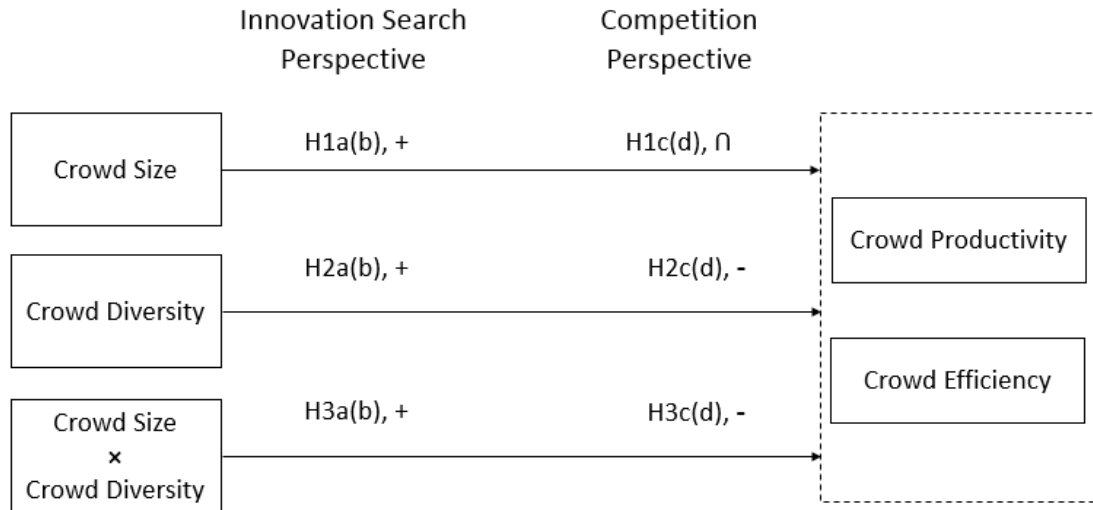 Innovation Search
Perspective
Competition
Perspective
Crowd Size
H1a(b), +
H1c(d), ∩
Crowd Productivity
Crowd Diversity
H2a(b), +
H2c(d), -
Crowd Efficiency
Crowd Size
×
Crowd Diversity
H3a(b), +
H3c(d), -